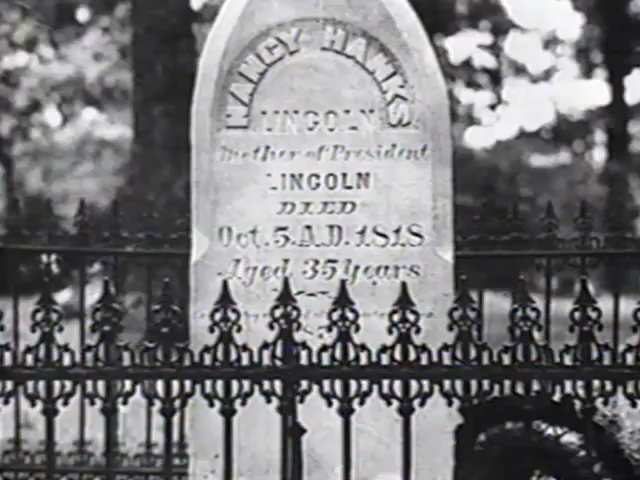 NANCY HANKS
LINCOLN
Mother of President
LINCOLN
DIED
Oct. 5. A.D. 1818
Aged 35 years